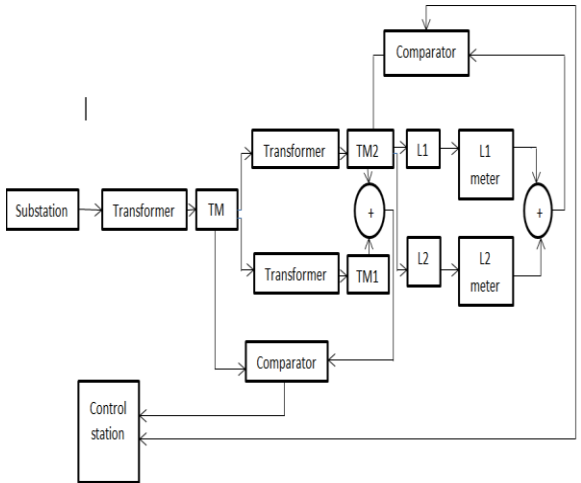 Comparator
Transformer
TM2
L1
L1
meter
Substation
Transformer
TM
+
+
Transformer
TM1
L2
L2
meter
Comparator
Control
station